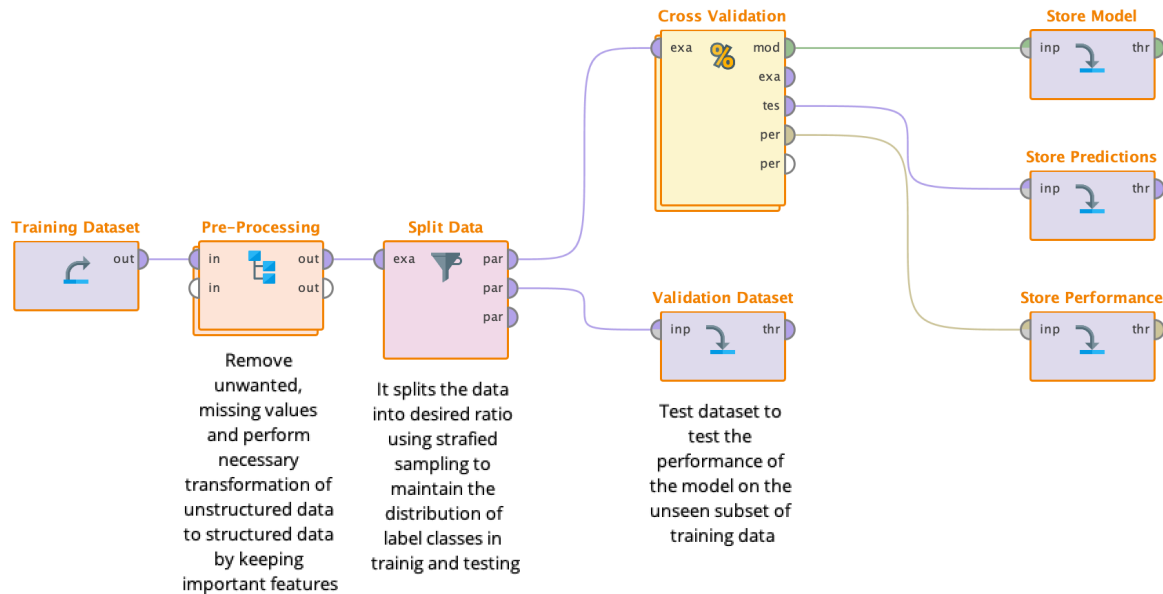 Cross Validation
exa
mod
exa
tes
per
per
Store Model
inp
thr
Store Predictions
inp
thr
Training Dataset
out
Pre-Processing
in
out
in
out
Split Data
exa
par
par
par
Validation Dataset
inp
thr
Store Performance
inp
thr
Remove
unwanted,
missing values
and perform
necessary
transformation of
unstructured data
to structured data
by keeping
important features
It splits the data
into desired ratio
using strafied
sampling to
maintain the
distribution of
label classes in
trainig and testing
Test dataset to
test the
performance of
the model on the
unseen subset of
training data